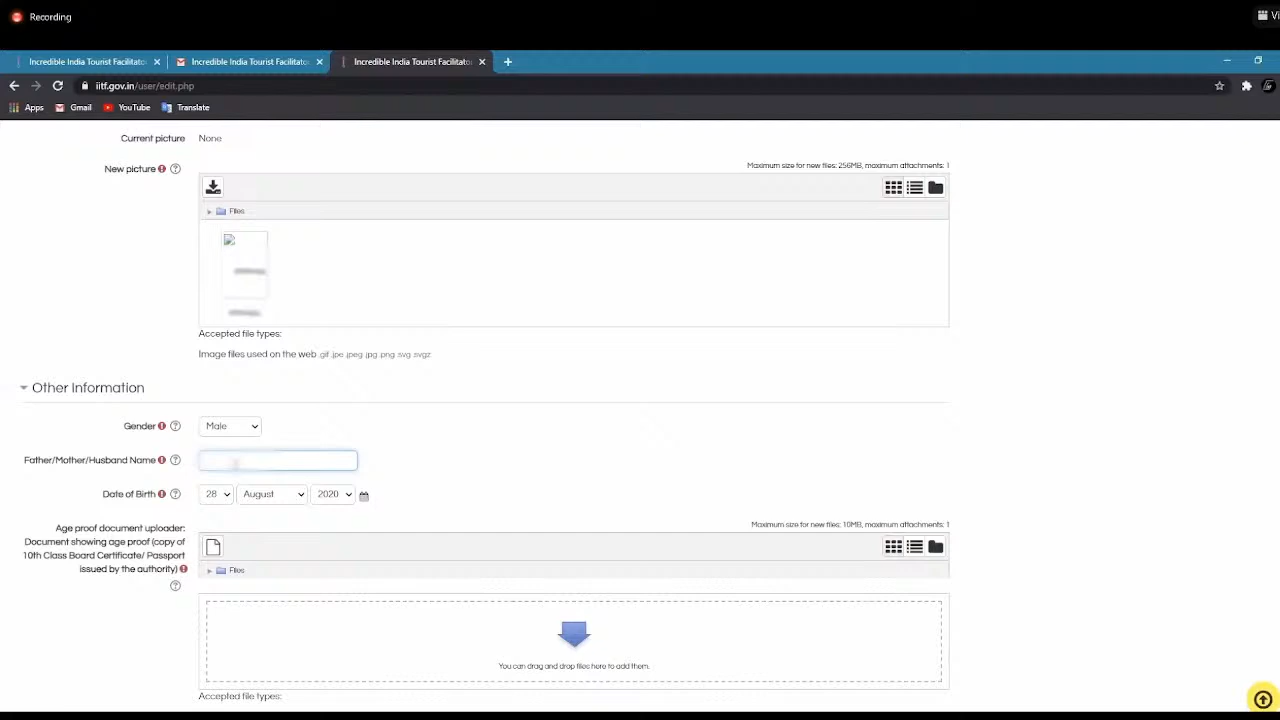 Recording
Vi
Incredible India Tourist Facilitato
Incredible India Tourist Facilitato
Incredible India Tourist Facilitato
iitf.gov.in/user/edit.php
Apps Gmail YouTube Translate
Current picture None
New picture
Maximum size for new files: 256MB, maximum attachments: 1
Files
Accepted file types:
Image files used on the web .gif .jpe .jpeg .jpg .png .svg .svgz
Other Information
Gender Male
Father/Mother/Husband Name
Date of Birth 28 August 2020
Age proof document uploader:
Document showing age proof (copy of
10th Class Board Certificate/ Passport
issued by the authority)
Maximum size for new files: 10MB, maximum attachments: 1
Files
You can drag and drop files here to add them.
Accepted file types: